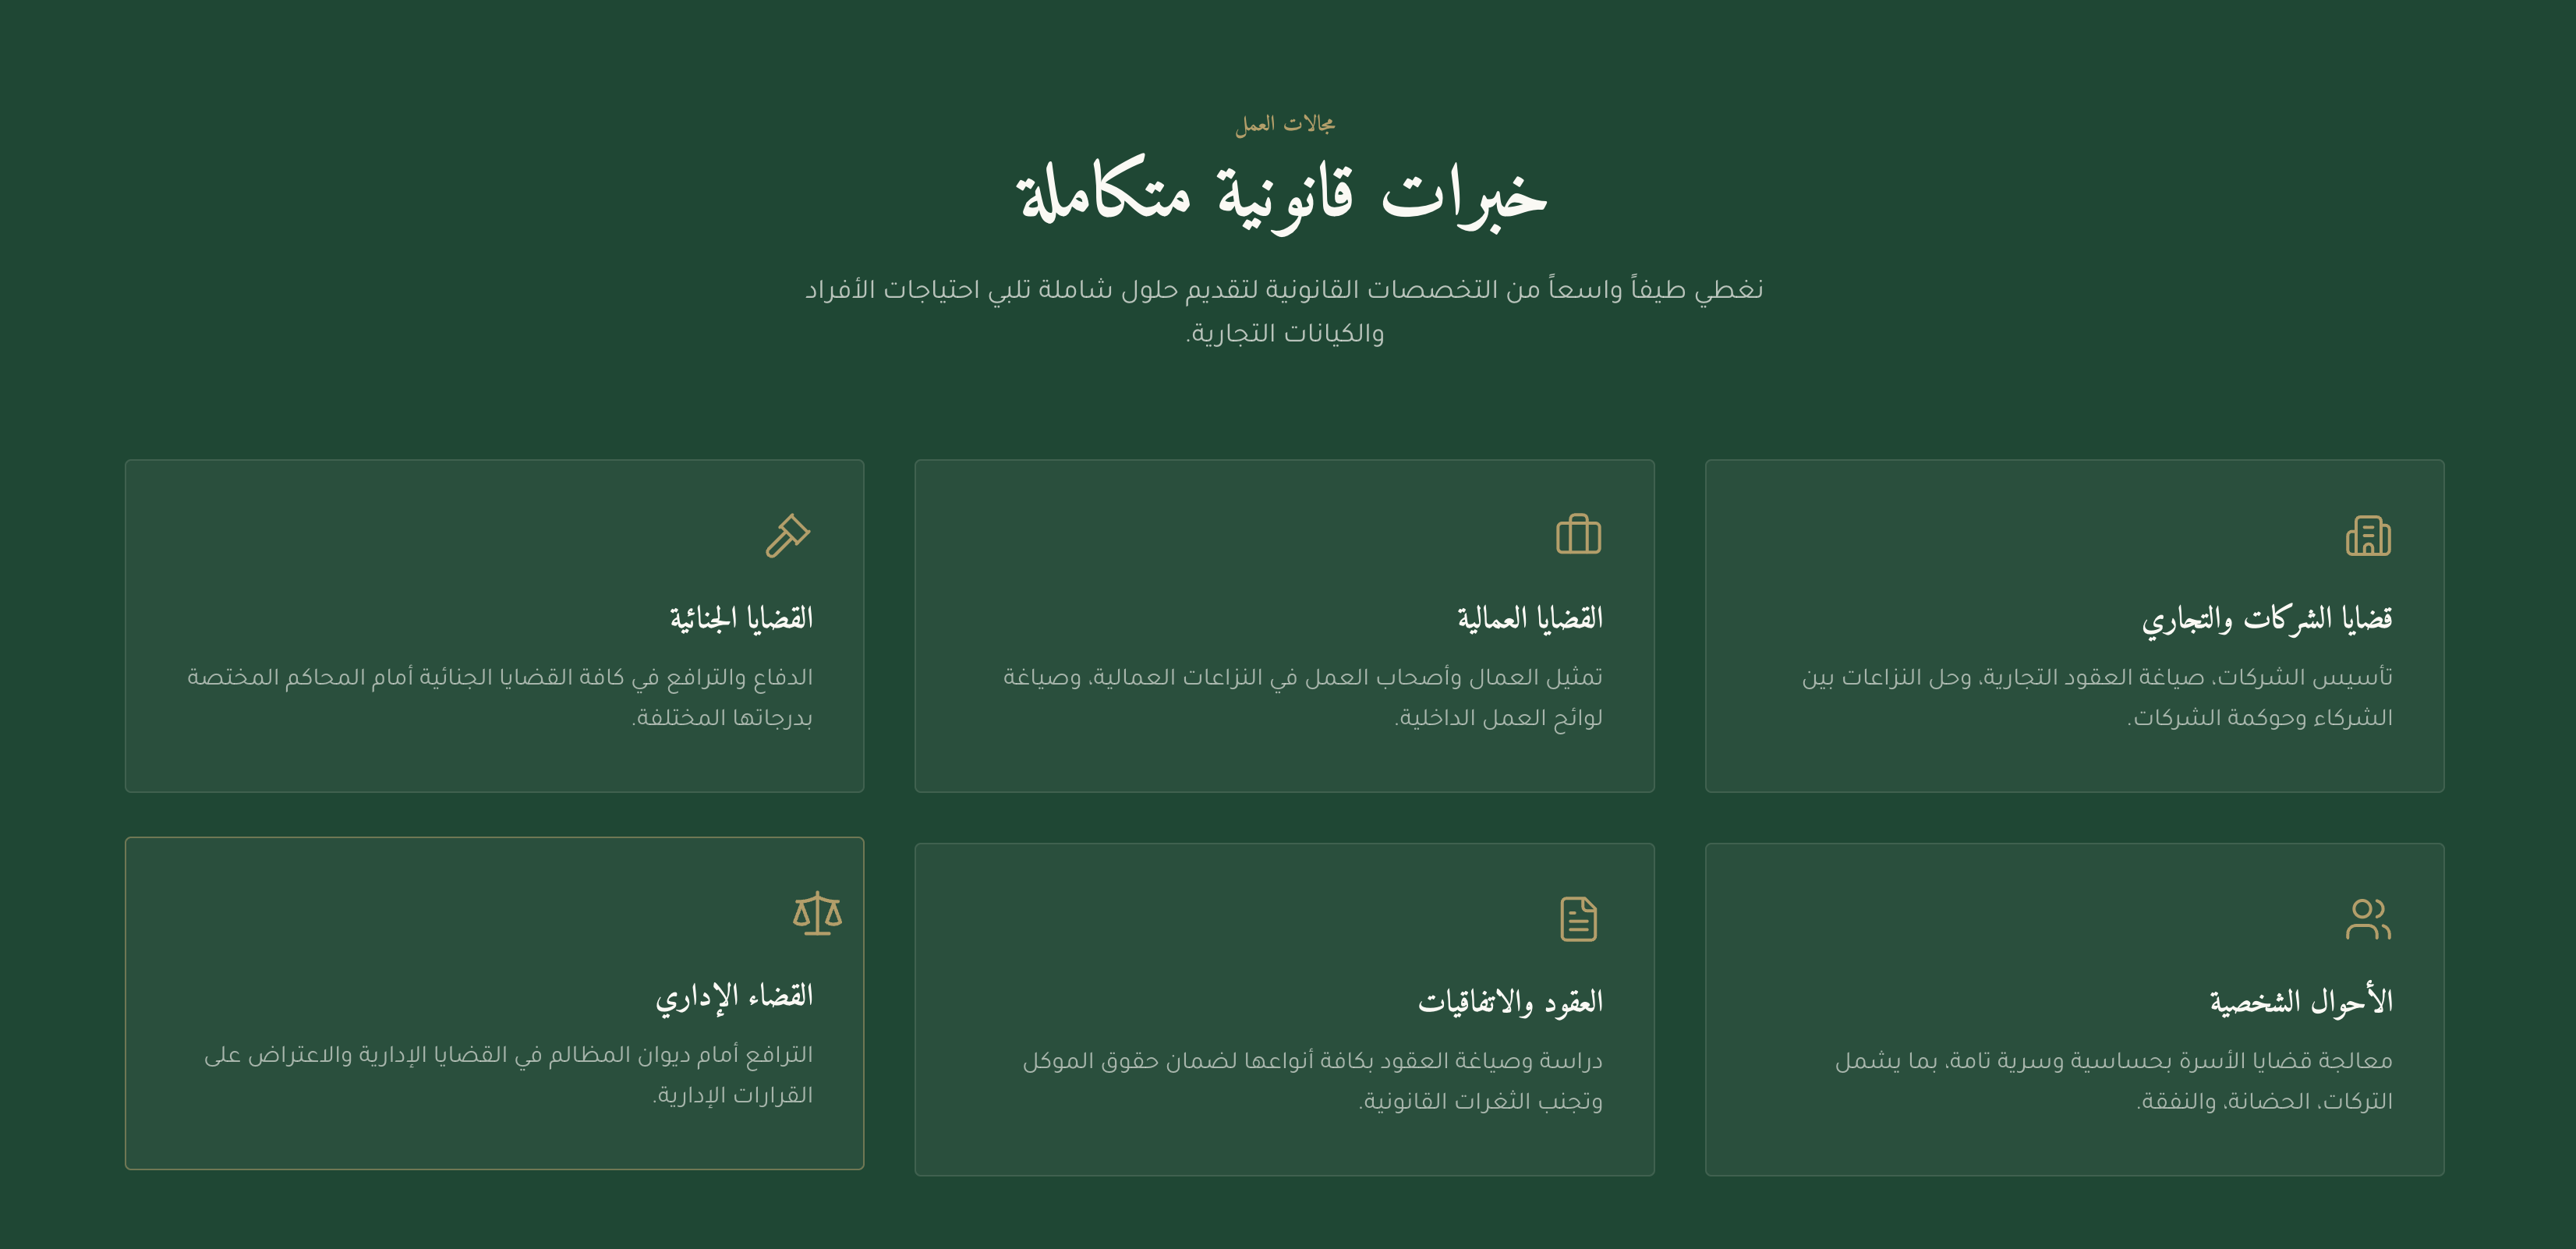 مجالات العمل
خبرات قانونية متكاملة
نغطي طيفاً واسعاً من التخصصات القانونية لتقديم حلول شاملة تلبي احتياجات الأفراد
والكيانات التجارية.
قضايا الشركات والتجاري
تأسيس الشركات، صياغة العقود التجارية، وحل النزاعات بين
الشركاء وحوكمة الشركات.
القضايا العمالية
تمثيل العمال وأصحاب العمل في النزاعات العمالية، وصياغة
لوائح العمل الداخلية.
القضايا الجنائية
الدفاع والترافع في كافة القضايا الجنائية أمام المحاكم المختصة
بدرجاتها المختلفة.
الأحوال الشخصية
معالجة قضايا الأسرة بحساسية وسرية تامة، بما يشمل
التركات، الحضانة، والنفقة.
العقود والاتفاقيات
دراسة وصياغة العقود بكافة أنواعها لضمان حقوق الموكل
وتجنب الثغرات القانونية.
القضاء الإداري
الترافع أمام ديوان المظالم في القضايا الإدارية والاعتراض على
القرارات الإدارية.